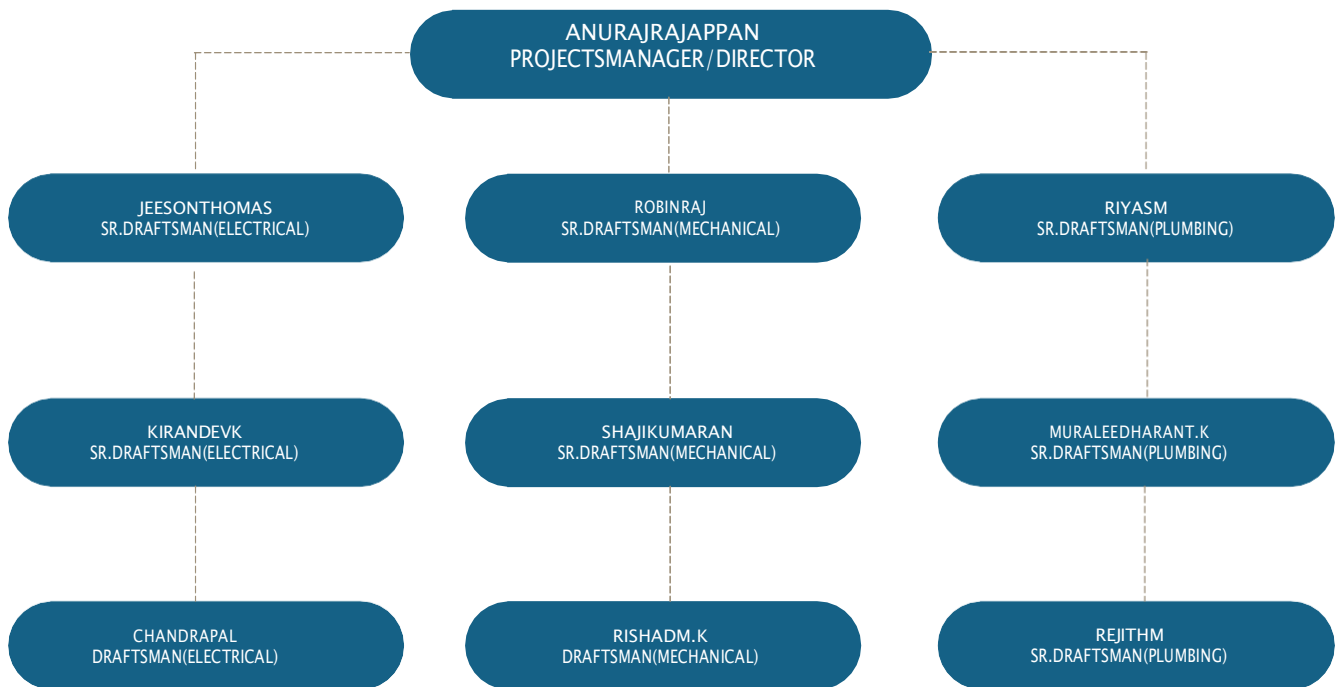 ANURAJRAJAPPAN
PROJECTSMANAGER/DIRECTOR
JEESONTHOMAS
SR.DRAFTSMAN(ELECTRICAL)
ROBINRAJ
SR.DRAFTSMAN(MECHANICAL)
RIYASM
SR.DRAFTSMAN(PLUMBING)
KIRANDEVK
SR.DRAFTSMAN(ELECTRICAL)
SHAJIKUMARAN
SR.DRAFTSMAN(MECHANICAL)
MURALEEDHARANT.K
SR.DRAFTSMAN(PLUMBING)
CHANDRAPAL
DRAFTSMAN(ELECTRICAL)
RISHADM.K
DRAFTSMAN(MECHANICAL)
REJITHM
SR.DRAFTSMAN(PLUMBING)